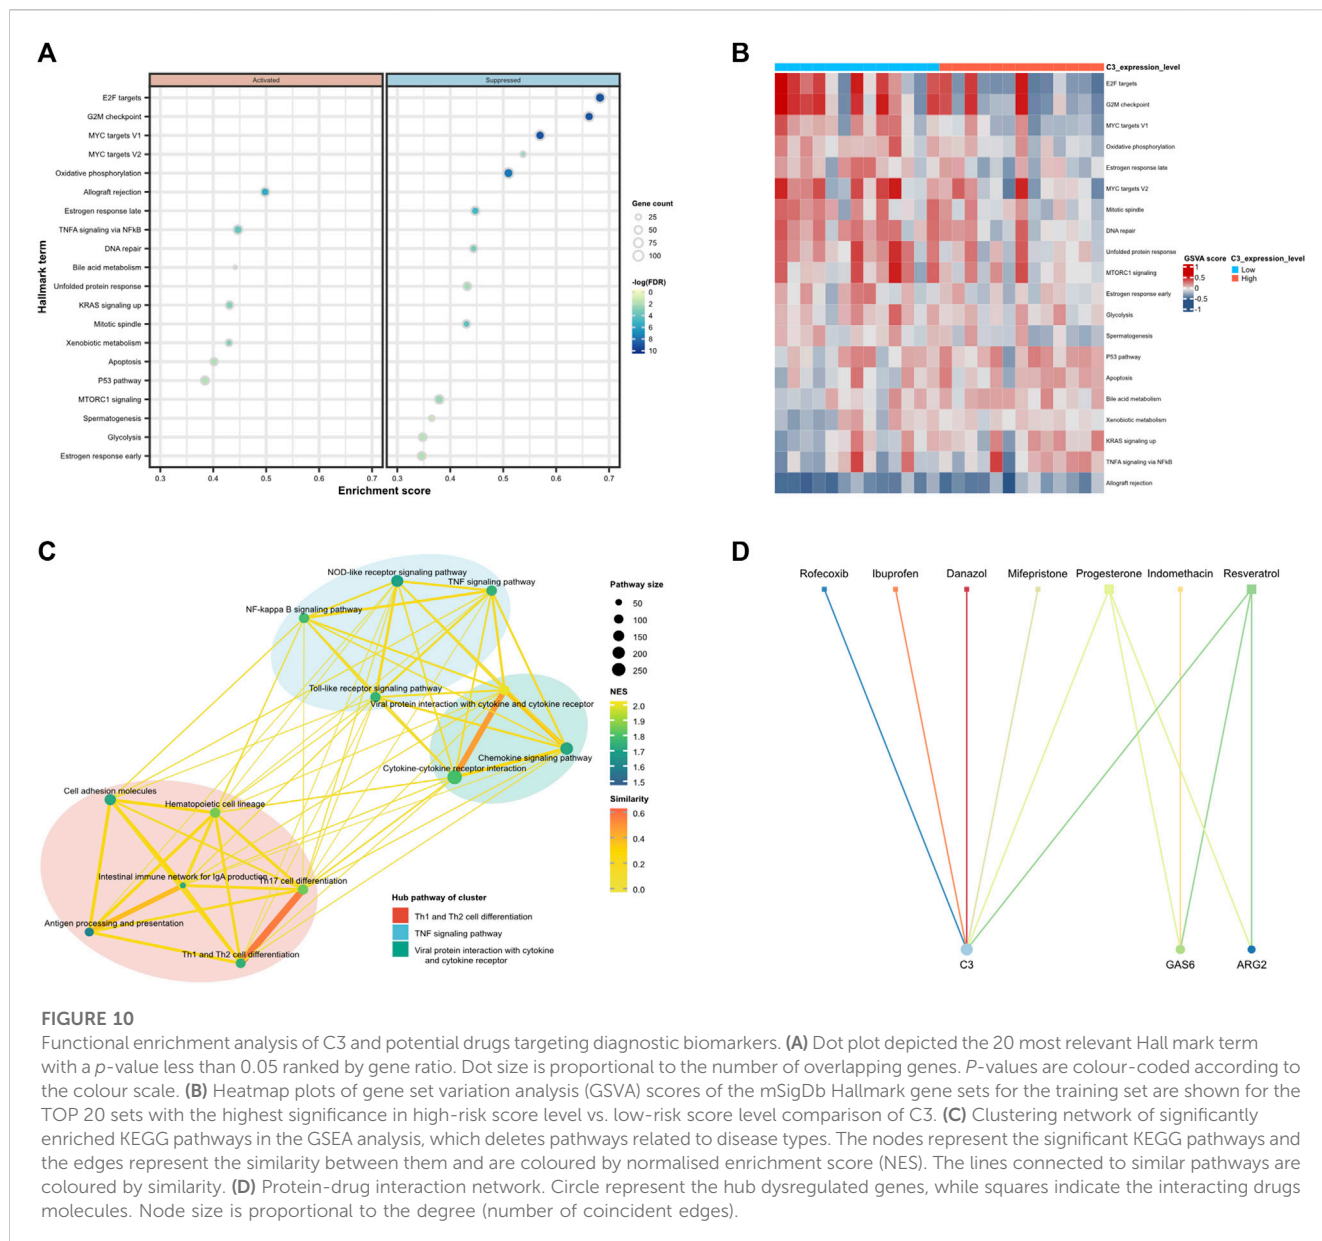 A
Activated
Suppressed
Hallmark term
E2F targets
G2M checkpoint
MYC targets V1
MYC targets V2
Oxidative phosphorylation
Allograft rejection
Estrogen response late
TNFA signaling via NFkB
DNA repair
Bile acid metabolism
Unfolded protein response
KRAS signaling up
Mitotic spindle
Xenobiotic metabolism
Apoptosis
P53 pathway
MTORC1 signaling
Spermatogenesis
Glycolysis
Estrogen response early
0.3 0.4 0.5 0.6 0.7 0.3 0.4 0.5 0.6 0.7
Enrichment score
Gene count
25
50
75
100
-log(FDR)
0
2
4
6
8
10
B
C3_expression_level
E2F targets
G2M checkpoint
MYC targets V1
Oxidative phosphorylation
Estrogen response late
MYC targets V2
Mitotic spindle
DNA repair
Unfolded protein response
MTORC1 signaling
Estrogen response early
Glycolysis
Spermatogenesis
P53 pathway
Apoptosis
Bile acid metabolism
Xenobiotic metabolism
KRAS signaling up
TNFA signaling via NFkB
Allograft rejection
GSVA score
1
0.5
0
-0.5
-1
C3_expression_level
Low
High
C
NOD-like receptor signaling pathway
TNF signaling pathway
NF-kappa B signaling pathway
Toll-like receptor signaling pathway
Viral protein interaction with cytokine and cytokine receptor
Chemokine signaling pathway
Cytokine-cytokine receptor interaction
Cell adhesion molecules
Hematopoietic cell lineage
Intestinal immune network for IgA production
Th17 cell differentiation
Antigen processing and presentation
Th1 and Th2 cell differentiation
Pathway size
50
100
150
200
250
NES
2.0
1.9
1.8
1.7
1.6
1.5
Similarity
0.6
0.4
0.2
0.0
Hub pathway of cluster
Th1 and Th2 cell differentiation
TNF signaling pathway
Viral protein interaction with cytokine
and cytokine receptor
D
Rofecoxib Ibuprofen Danazol Mifepristone Progesterone Indomethacin Resveratrol
C3 GAS6 ARG2
FIGURE 10
Functional enrichment analysis of C3 and potential drugs targeting diagnostic biomarkers. (A) Dot plot depicted the 20 most relevant Hall mark term
with a p-value less than 0.05 ranked by gene ratio. Dot size is proportional to the number of overlapping genes. P-values are colour-coded according to
the colour scale. (B) Heatmap plots of gene set variation analysis (GSVA) scores of the mSigDb Hallmark gene sets for the training set are shown for the
TOP 20 sets with the highest significance in high-risk score level vs. low-risk score level comparison of C3. (C) Clustering network of significantly
enriched KEGG pathways in the GSEA analysis, which deletes pathways related to disease types. The nodes represent the significant KEGG pathways and
the edges represent the similarity between them and are coloured by normalised enrichment score (NES). The lines connected to similar pathways are
coloured by similarity. (D) Protein-drug interaction network. Circle represent the hub dysregulated genes, while squares indicate the interacting drugs
molecules. Node size is proportional to the degree (number of coincident edges).